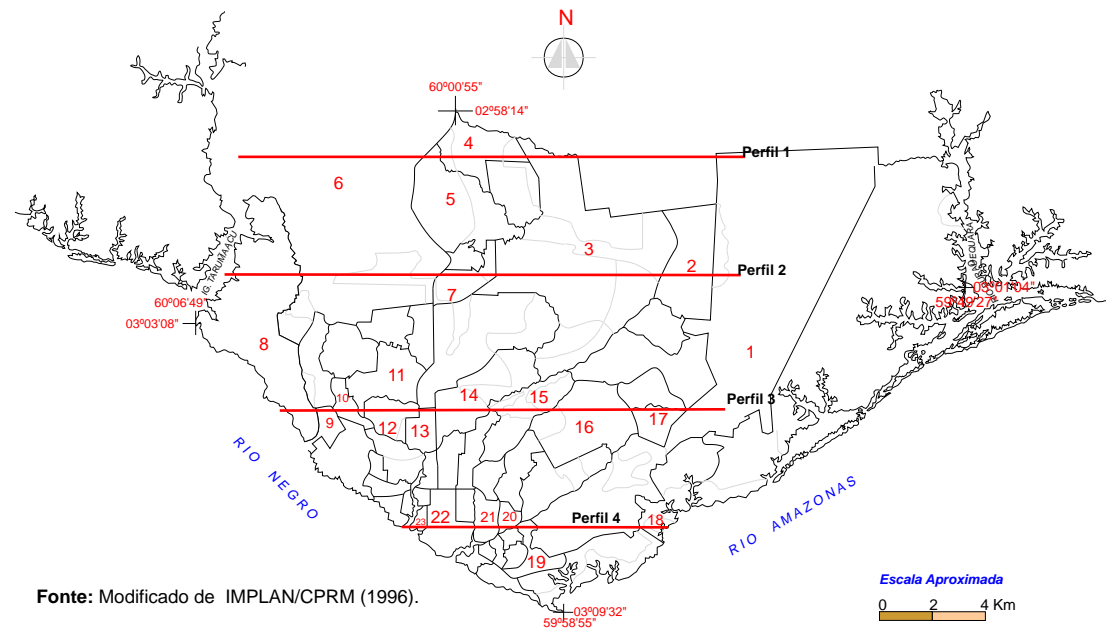 N
60º00'55"
02º58'14"
4
Perfil 1
6
5
3
2
Perfil 2
IG. TARUMAACU
60º06'49"
03º03'08"
7
59º49'27"
8
1
11
10
14
15
Perfil 3
9
12
13
16
17
RIO NEGRO
RIO AMAZONAS
23
22
21
20
Perfil 4
18
19
Escala Aproximada
0 2 4 Km
Fonte: Modificado de IMPLAN/CPRM (1996).
03º09'32"
59º58'55"